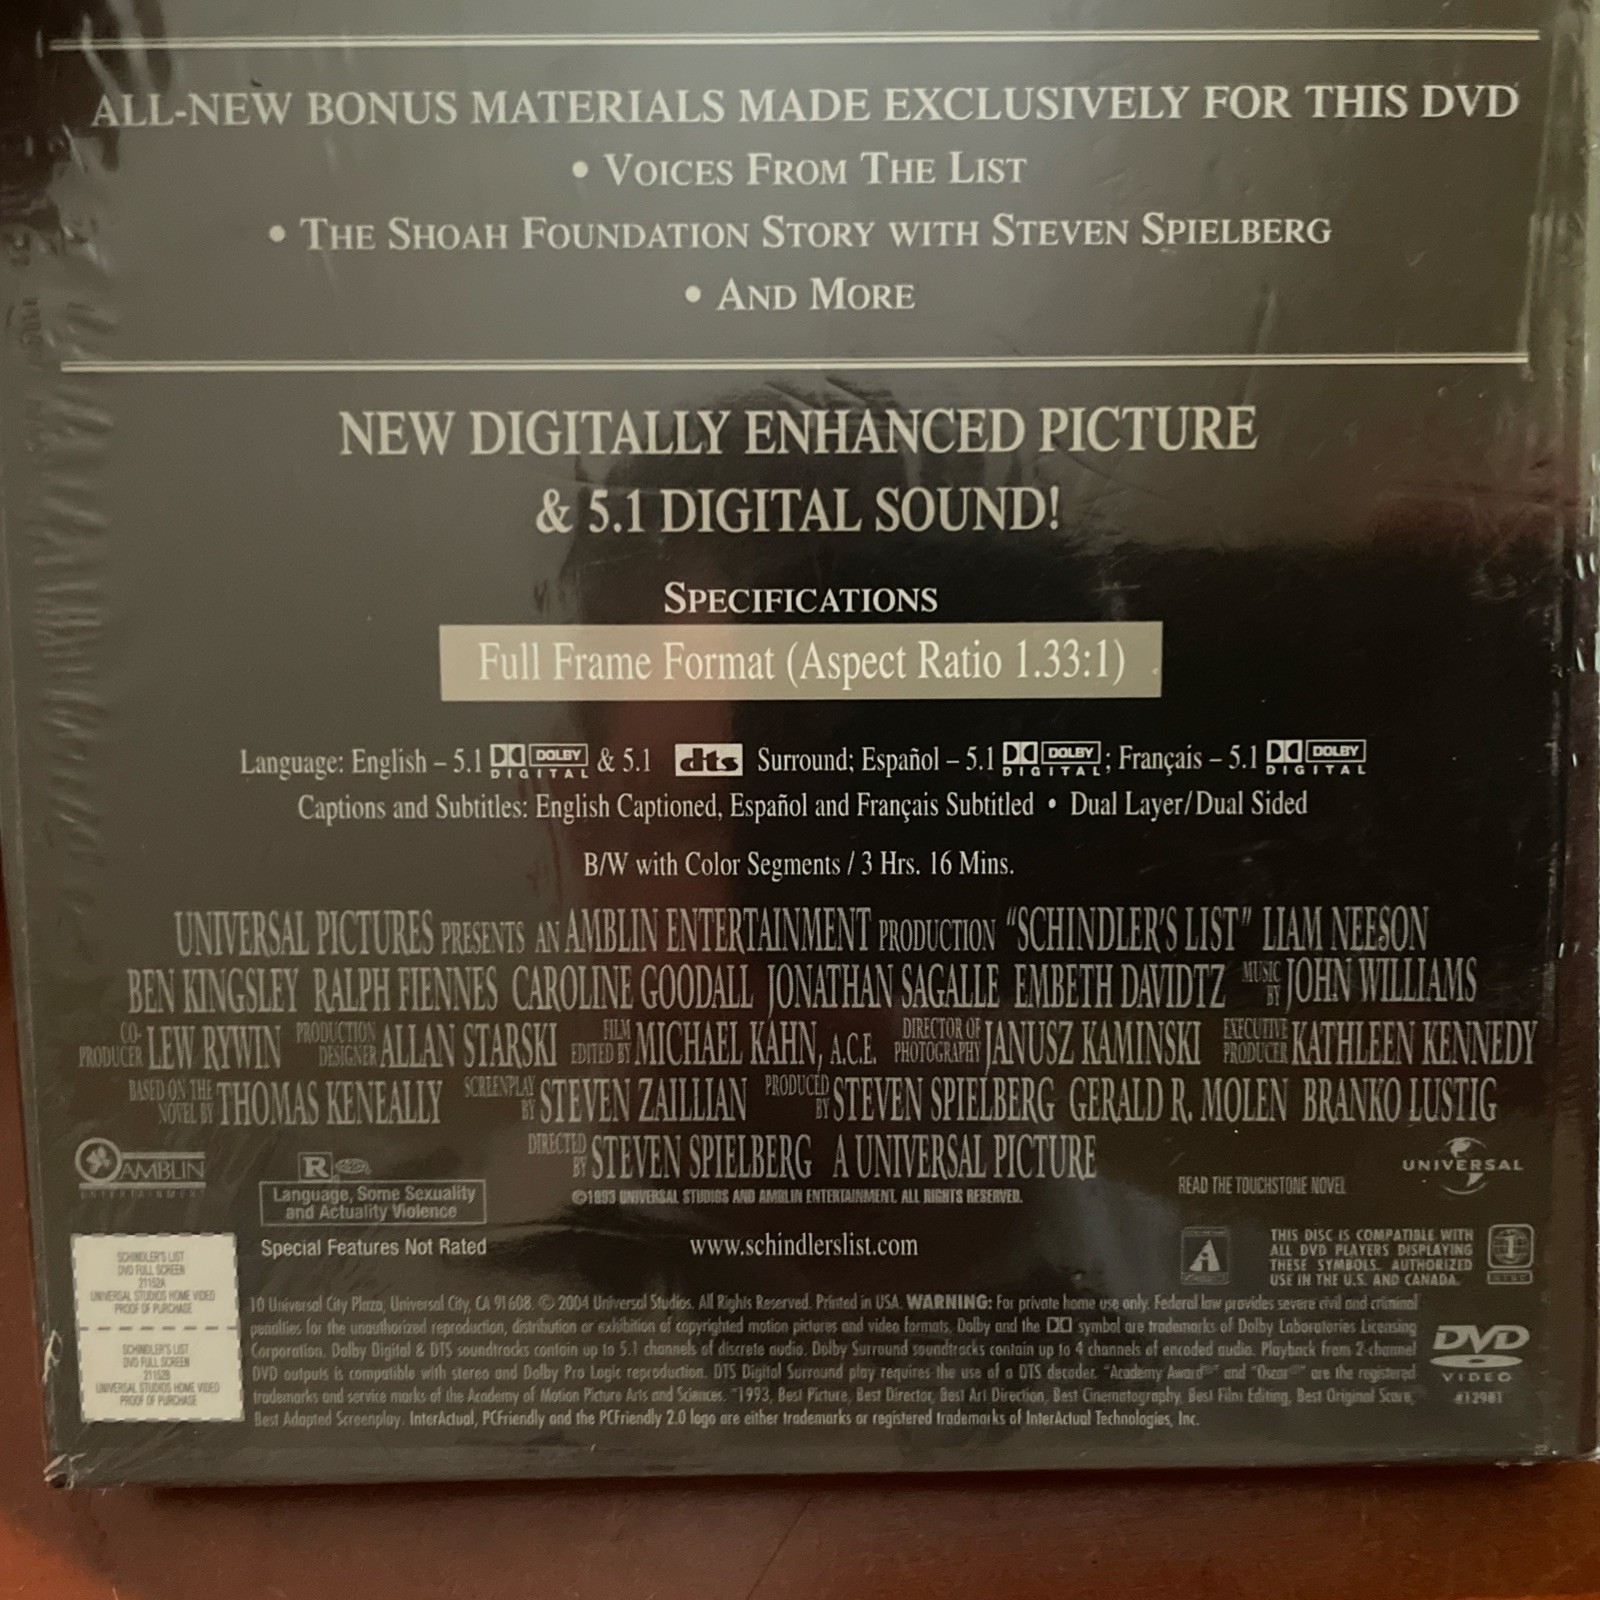 ALL-NEW BONUS MATERIALS MADE EXCLUSIVELY FOR THIS DVD
• VOICES FROM THE LIST
• THE SHOAH FOUNDATION STORY WITH STEVEN SPIELBERG
• AND MORE
NEW DIGITALLY ENHANCED PICTURE
& 5.1 DIGITAL SOUND!
SPECIFICATIONS
Full Frame Format (Aspect Ratio 1.33:1)
Language: English – 5.1 DOLBY DIGITAL & 5.1 dts Surround; Español – 5.1 DOLBY DIGITAL; Français – 5.1 DOLBY DIGITAL
Captions and Subtitles: English Captioned, Español and Français Subtitled • Dual Layer/Dual Sided
B/W with Color Segments / 3 Hrs. 16 Mins.
UNIVERSAL PICTURES PRESENTS AN AMBLIN ENTERTAINMENT PRODUCTION “SCHINDLER'S LIST” LIAM NEESON
BEN KINGSLEY RALPH FIENNES CAROLINE GOODALL JONATHAN SAGALLE EMBETH DAVIDTZ MUSIC BY JOHN WILLIAMS
CO-PRODUCER LEW RYWIN PRODUCTION DESIGNER ALLAN STARSKI FILM EDITED BY MICHAEL KAHN, A.C.E. DIRECTOR OF PHOTOGRAPHY JANUSZ KAMINSKI EXECUTIVE PRODUCER KATHLEEN KENNEDY
BASED ON THE NOVEL BY THOMAS KENEALLY SCREENPLAY BY STEVEN ZAILLIAN PRODUCED BY STEVEN SPIELBERG GERALD R. MOLEN BRANKO LUSTIG
DIRECTED BY STEVEN SPIELBERG A UNIVERSAL PICTURE
AMBLIN
ENTERTAINMENT
R
Language, Some Sexuality
and Actuality Violence
Special Features Not Rated
©1993 UNIVERSAL STUDIOS AND AMBLIN ENTERTAINMENT. ALL RIGHTS RESERVED.
www.schindlerslist.com
READ THE TOUCHSTONE NOVEL
UNIVERSAL
A
THIS DISC IS COMPATIBLE WITH
ALL DVD PLAYERS DISPLAYING
THESE SYMBOLS. AUTHORIZED
USE IN THE U.S. AND CANADA.
1
DISC
SCHINDLER'S LIST
DVD FULL SCREEN
21152A
UNIVERSAL STUDIOS HOME VIDEO
PROOF OF PURCHASE
SCHINDLER'S LIST
DVD FULL SCREEN
21152B
UNIVERSAL STUDIOS HOME VIDEO
PROOF OF PURCHASE
10 Universal City Plaza, Universal City, CA 91608. © 2004 Universal Studios. All Rights Reserved. Printed in USA. WARNING: For private home use only. Federal law provides severe civil and criminal
penalties for the unauthorized reproduction, distribution or exhibition of copyrighted motion pictures and video formats. Dolby and the symbol are trademarks of Dolby Laboratories Licensing
Corporation. Dolby Digital & DTS soundtracks contain up to 5.1 channels of discrete audio. Dolby Surround soundtracks contain up to 4 channels of encoded audio. Playback from 2-channel
DVD outputs is compatible with stereo and Dolby Pro Logic reproduction. DTS Digital Surround play requires the use of a DTS decoder. “Academy Award®” and “Oscar®” are the registered
trademarks and service marks of the Academy of Motion Picture Arts and Sciences. “1993, Best Picture, Best Director, Best Art Direction, Best Cinematography, Best Film Editing, Best Original Score,
Best Adapted Screenplay. InterActual, PCFriendly and the PCFriendly 2.0 logo are either trademarks or registered trademarks of InterActual Technologies, Inc.
DVD
VIDEO
#12981